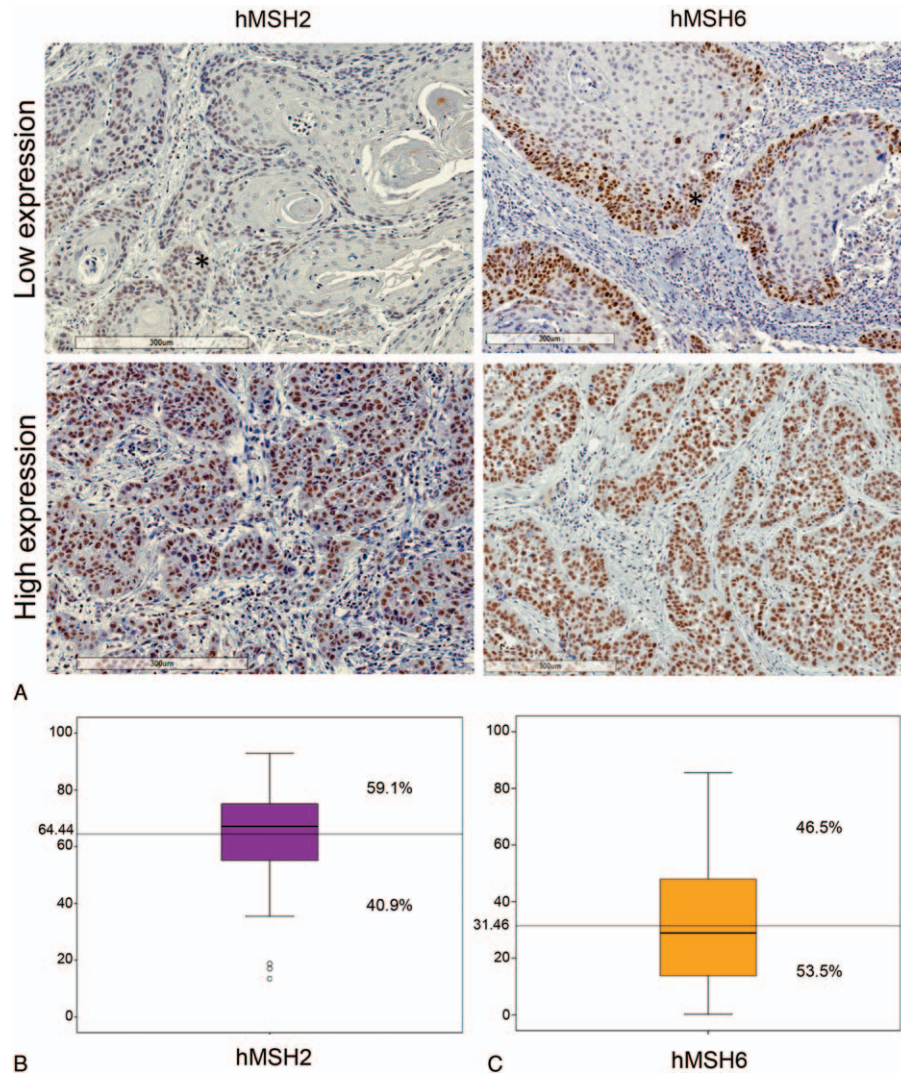 hMSH2 hMSH6
Low expression
*
*
300um
300um
High expression
300um
300um
A
100
80
64.44
60
40
20
0
59.1%
40.9%
hMSH2
B
100
80
60
40
31.46
20
0
46.5%
53.5%
hMSH6
C